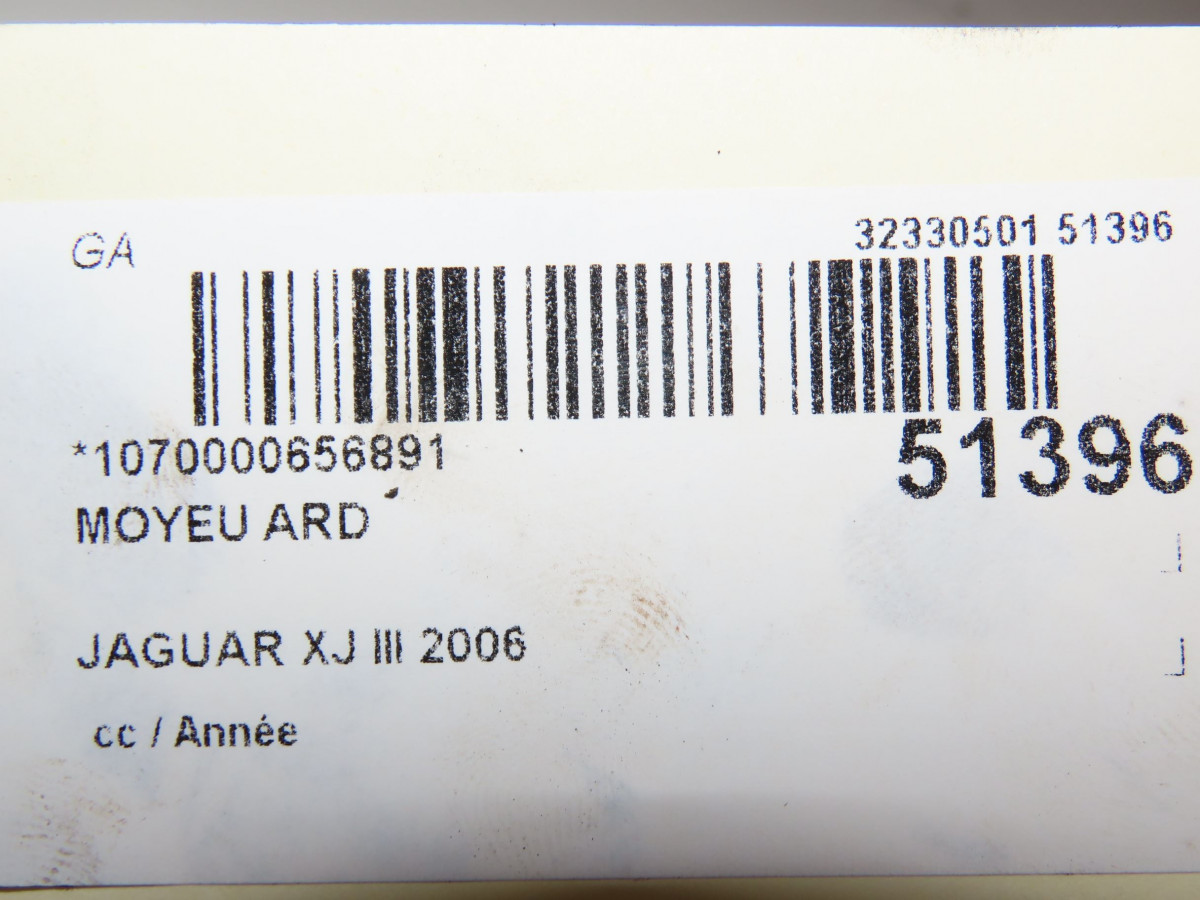 GA
32330501 51396
*1070000656891
51396
MOYEU ARD
JAGUAR XJ III 2006
cc / Année